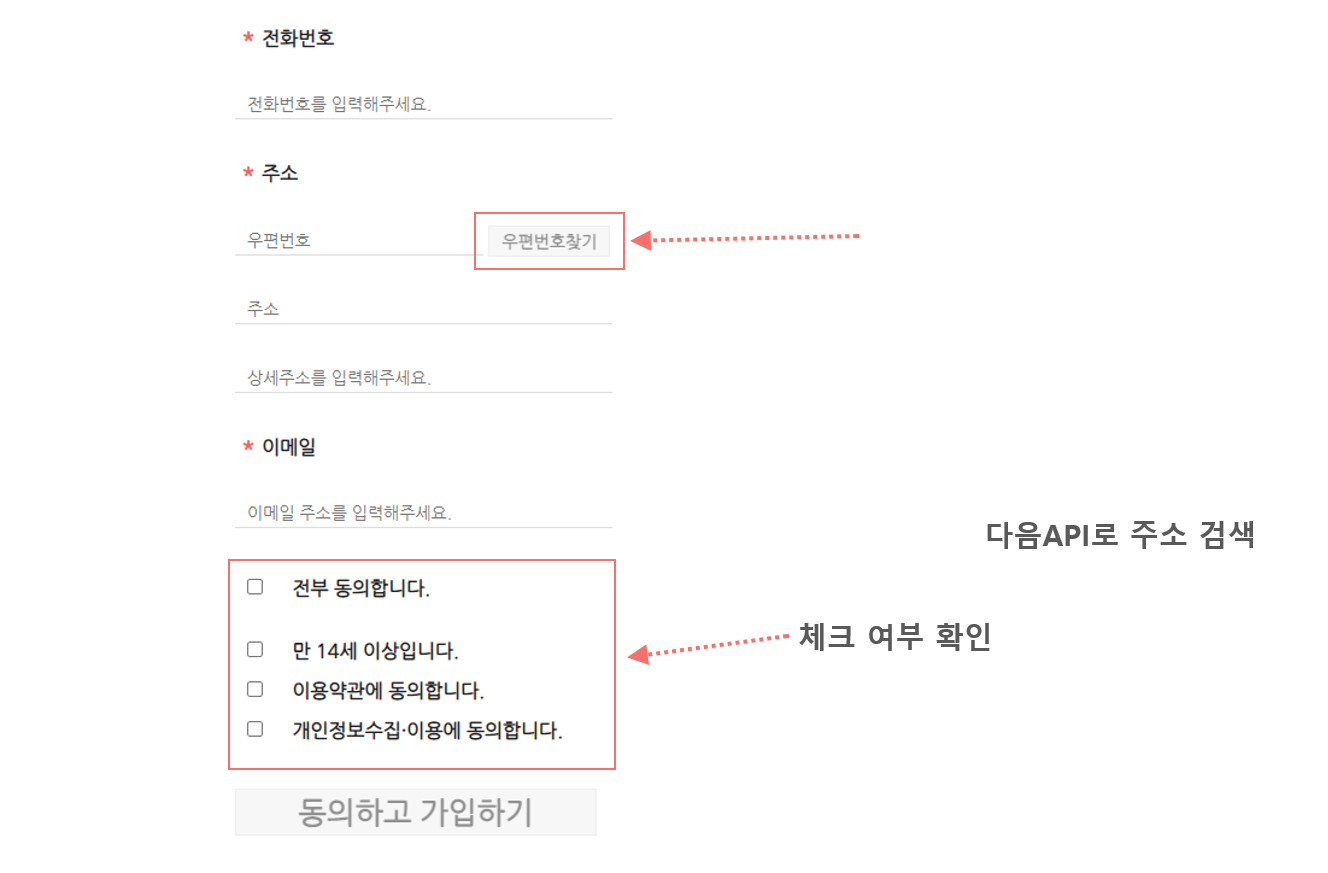 * 전화번호
전화번호를 입력해주세요.
* 주소
우편번호 우편번호찾기
주소
상세주소를 입력해주세요.
* 이메일
이메일 주소를 입력해주세요.
다음API로 주소 검색
전부 동의합니다.
체크 여부 확인
만 14세 이상입니다.
이용약관에 동의합니다.
개인정보수집·이용에 동의합니다.
동의하고 가입하기